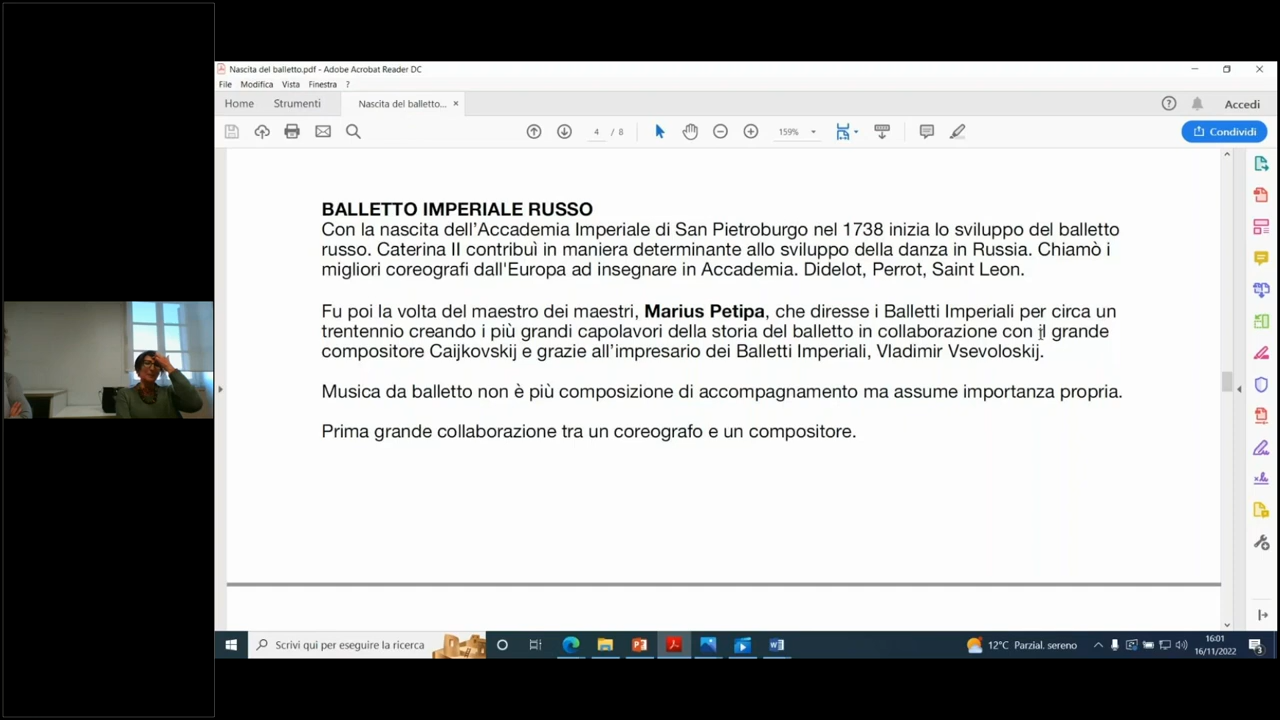 Nascita del balletto.pdf - Adobe Acrobat Reader DC
File Modifica Vista Finestra ?
Home Strumenti Nascita del balletto... × Accedi
4 / 8 159% Condividi
BALLETTO IMPERIALE RUSSO
Con la nascita dell'Accademia Imperiale di San Pietroburgo nel 1738 inizia lo sviluppo del balletto
russo. Caterina II contribuì in maniera determinante allo sviluppo della danza in Russia. Chiamò i
migliori coreografi dall'Europa ad insegnare in Accademia. Didelot, Perrot, Saint Leon.
Fu poi la volta del maestro dei maestri, Marius Petipa, che diresse i Balletti Imperiali per circa un
trentennio creando i più grandi capolavori della storia del balletto in collaborazione con il grande
compositore Caijkovskij e grazie all'impresario dei Balletti Imperiali, Vladimir Vsevoloskij.
Musica da balletto non è più composizione di accompagnamento ma assume importanza propria.
Prima grande collaborazione tra un coreografo e un compositore.
Scrivi qui per eseguire la ricerca 12°C Parzial. sereno 16:01
16/11/2022 3